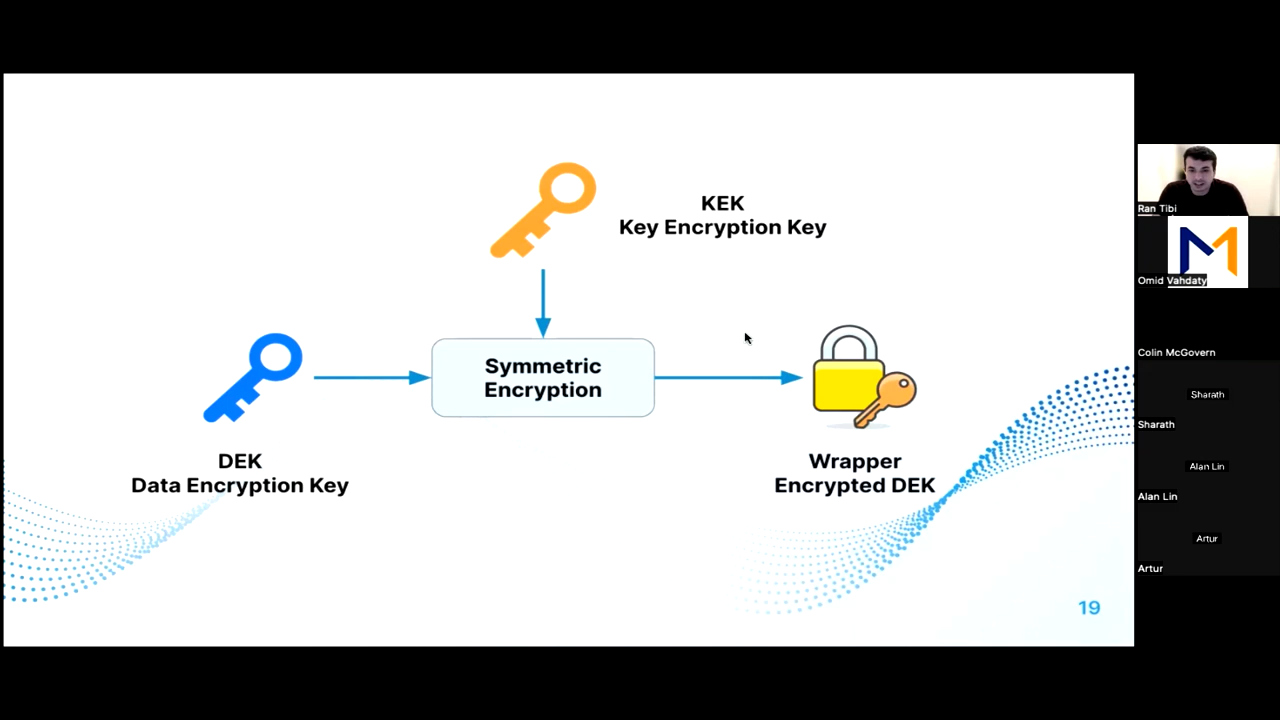 KEK
Key Encryption Key
Symmetric
Encryption
DEK
Data Encryption Key
Wrapper
Encrypted DEK
19
Ran Tibi
Omid Vahdaty
Colin McGovern
Sharath
Sharath
Alan Lin
Alan Lin
Artur
Artur